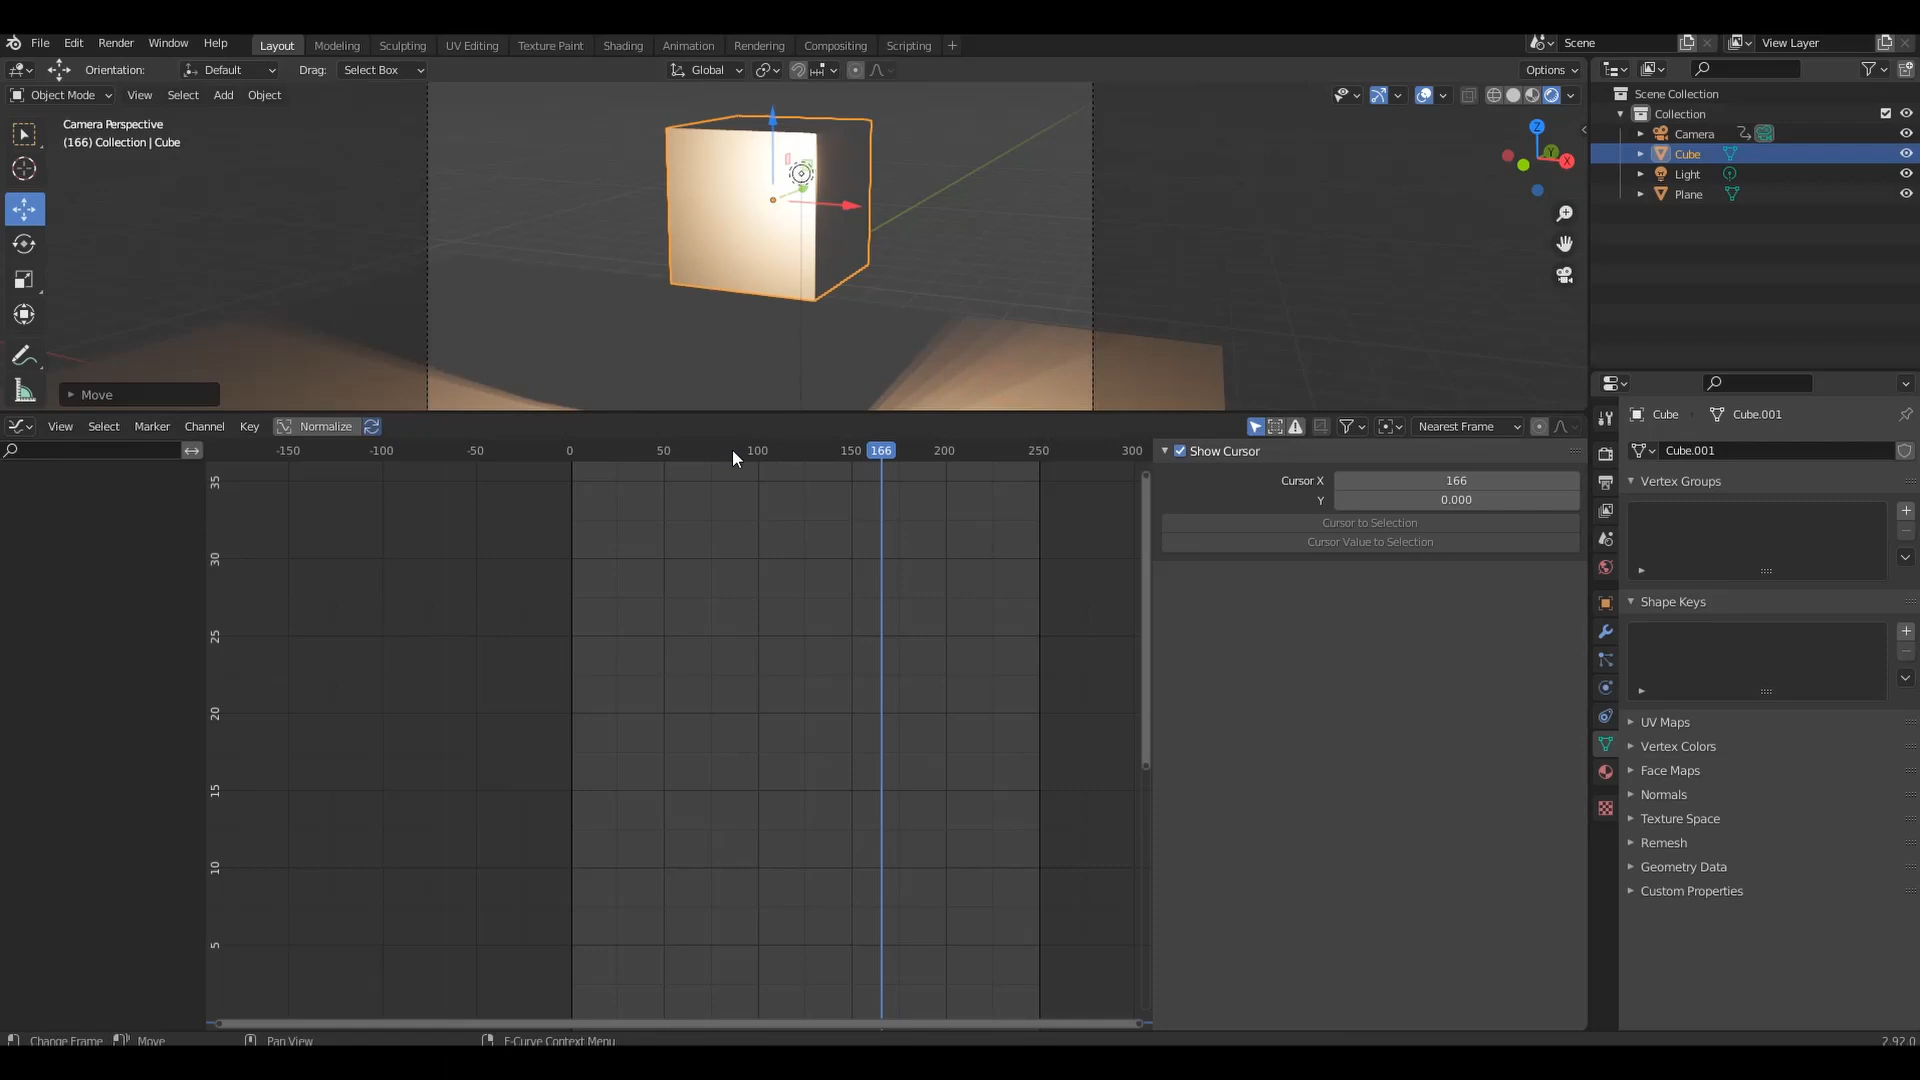 File Edit Render Window Help Layout Modeling Sculpting UV Editing Texture Paint Shading Animation Rendering Compositing Scripting + Scene View Layer
Orientation: Default Drag: Select Box Global Options
Object Mode View Select Add Object
Camera Perspective
(166) Collection | Cube
Z
Y
X
Move
Scene Collection
Collection
Camera
Cube
Light
Plane
View Select Marker Channel Key Normalize Nearest Frame
-150 -100 -50 0 50 100 150 166 200 250 300
35
30
25
20
15
10
5
Show Cursor
Cursor X 166
Y 0.000
Cursor to Selection
Cursor Value to Selection
Cube Cube.001
Cube.001
Vertex Groups
Shape Keys
UV Maps
Vertex Colors
Face Maps
Normals
Texture Space
Remesh
Geometry Data
Custom Properties
Change Frame Move Pan View F-Curve Context Menu 2.92.0